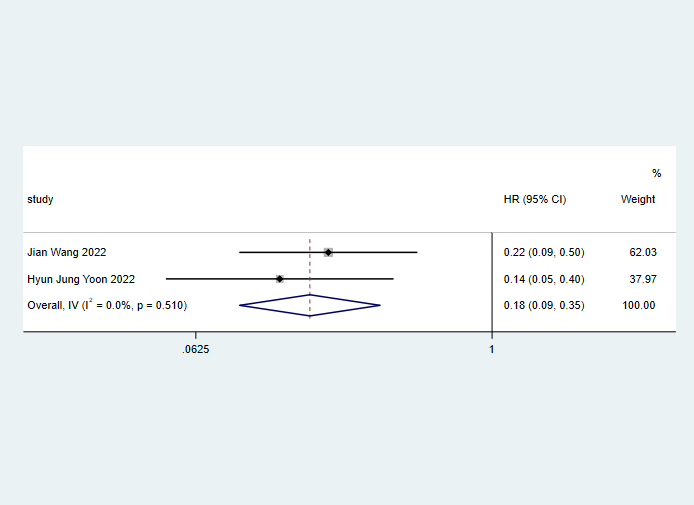 %
study HR (95% CI) Weight
Jian Wang 2022 0.22 (0.09, 0.50) 62.03
Hyun Jung Yoon 2022 0.14 (0.05, 0.40) 37.97
Overall, IV (I² = 0.0%, p = 0.510) 0.18 (0.09, 0.35) 100.00
.0625 1